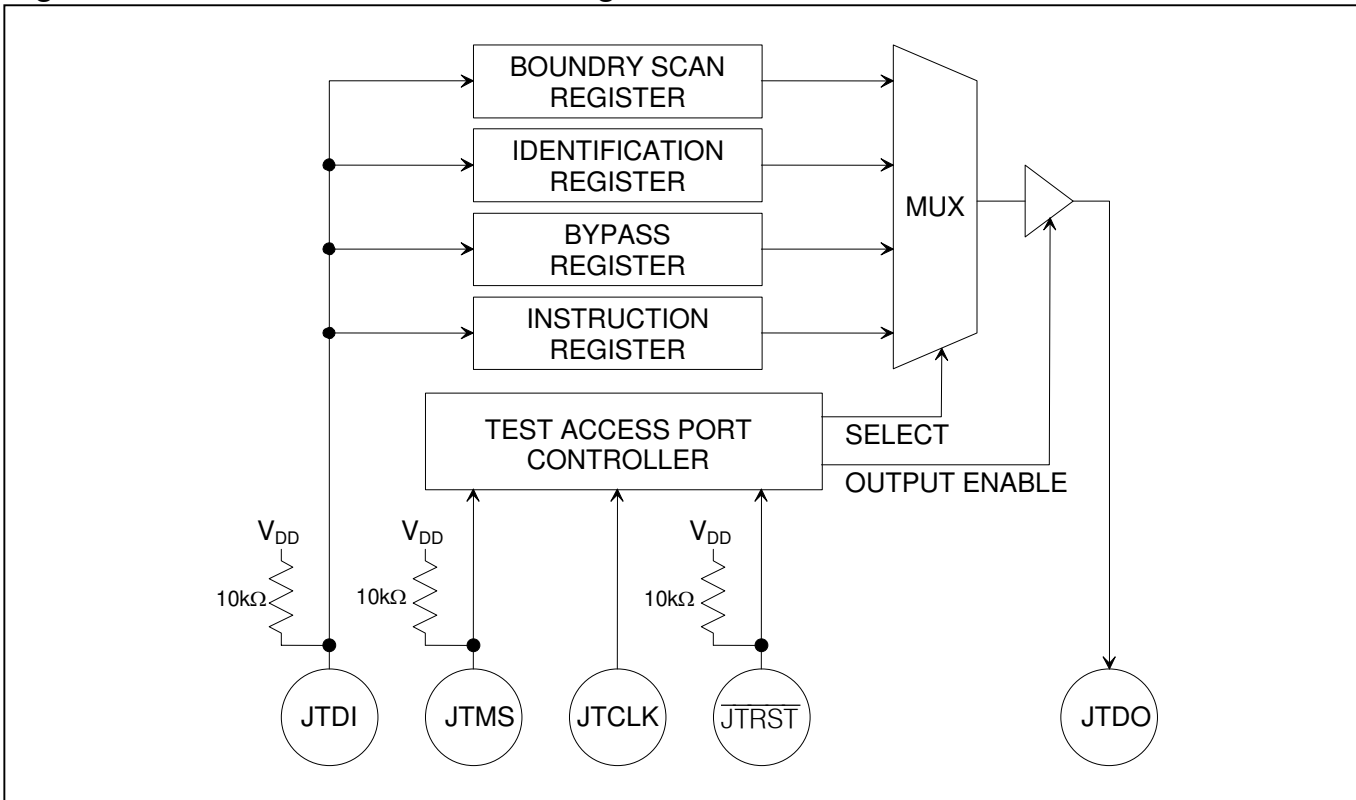 BOUNDRY SCAN
REGISTER
IDENTIFICATION
REGISTER
BYPASS
REGISTER
INSTRUCTION
REGISTER
MUX
TEST ACCESS PORT
CONTROLLER
SELECT
OUTPUT ENABLE
VDD
VDD
VDD
10kΩ
10kΩ
10kΩ
JTDI
JTMS
JTCLK
JTRST
JTDO